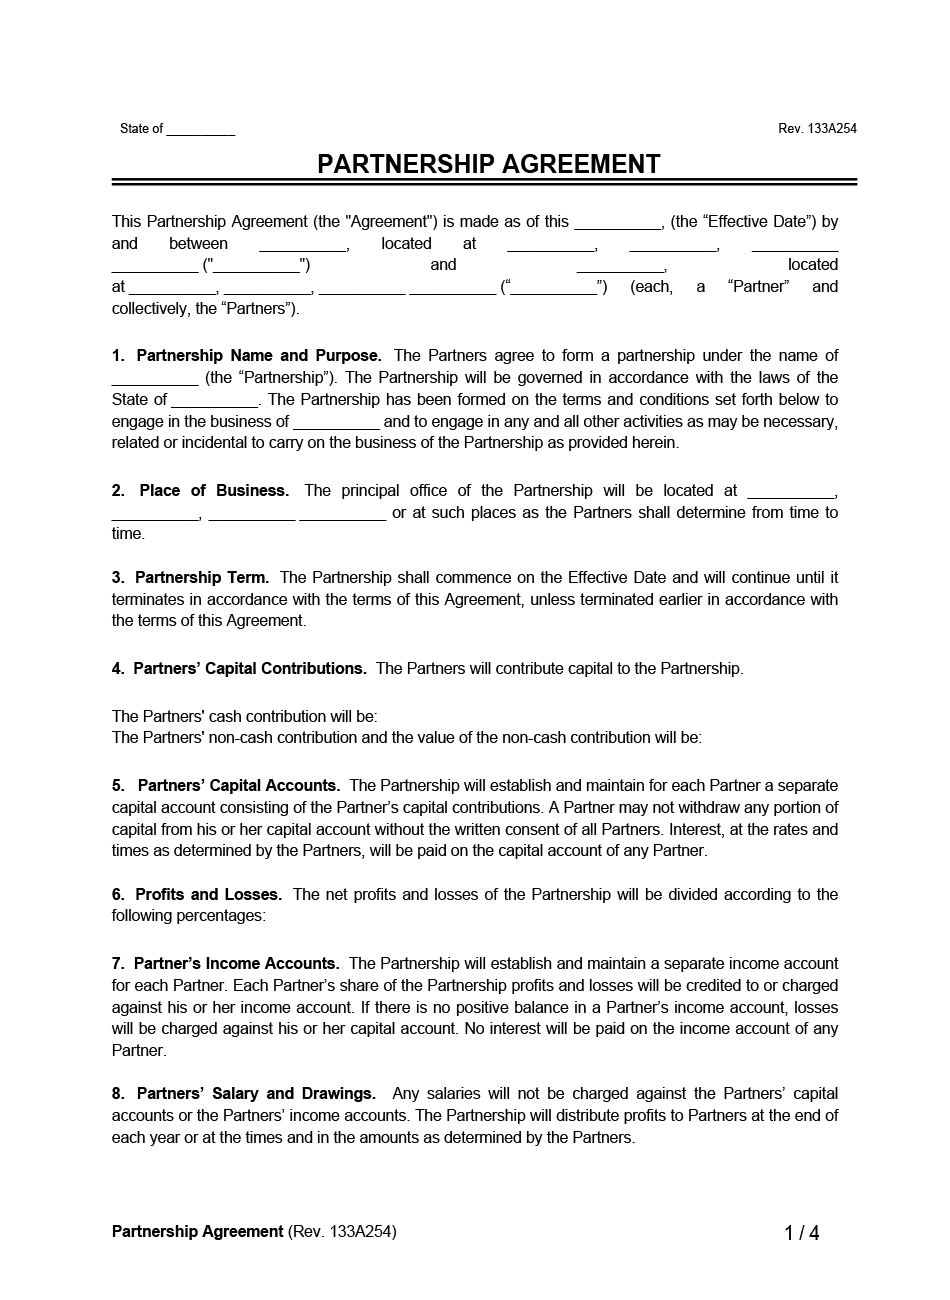 State of __________ Rev. 133A254
PARTNERSHIP AGREEMENT
This Partnership Agreement (the "Agreement") is made as of this __________, (the “Effective Date”) by
and between __________, located at __________, __________, __________
__________ ("__________") and __________, located
at __________, __________, __________ __________ (“__________”) (each, a “Partner” and
collectively, the “Partners”).
1. Partnership Name and Purpose. The Partners agree to form a partnership under the name of
__________ (the “Partnership”). The Partnership will be governed in accordance with the laws of the
State of __________. The Partnership has been formed on the terms and conditions set forth below to
engage in the business of __________ and to engage in any and all other activities as may be necessary,
related or incidental to carry on the business of the Partnership as provided herein.
2. Place of Business. The principal office of the Partnership will be located at __________,
__________, __________ __________ or at such places as the Partners shall determine from time to
time.
3. Partnership Term. The Partnership shall commence on the Effective Date and will continue until it
terminates in accordance with the terms of this Agreement, unless terminated earlier in accordance with
the terms of this Agreement.
4. Partners’ Capital Contributions. The Partners will contribute capital to the Partnership.
The Partners' cash contribution will be:
The Partners' non-cash contribution and the value of the non-cash contribution will be:
5. Partners’ Capital Accounts. The Partnership will establish and maintain for each Partner a separate
capital account consisting of the Partner’s capital contributions. A Partner may not withdraw any portion of
capital from his or her capital account without the written consent of all Partners. Interest, at the rates and
times as determined by the Partners, will be paid on the capital account of any Partner.
6. Profits and Losses. The net profits and losses of the Partnership will be divided according to the
following percentages:
7. Partner’s Income Accounts. The Partnership will establish and maintain a separate income account
for each Partner. Each Partner’s share of the Partnership profits and losses will be credited to or charged
against his or her income account. If there is no positive balance in a Partner’s income account, losses
will be charged against his or her capital account. No interest will be paid on the income account of any
Partner.
8. Partners’ Salary and Drawings. Any salaries will not be charged against the Partners’ capital
accounts or the Partners’ income accounts. The Partnership will distribute profits to Partners at the end of
each year or at the times and in the amounts as determined by the Partners.
Partnership Agreement (Rev. 133A254) 1 / 4